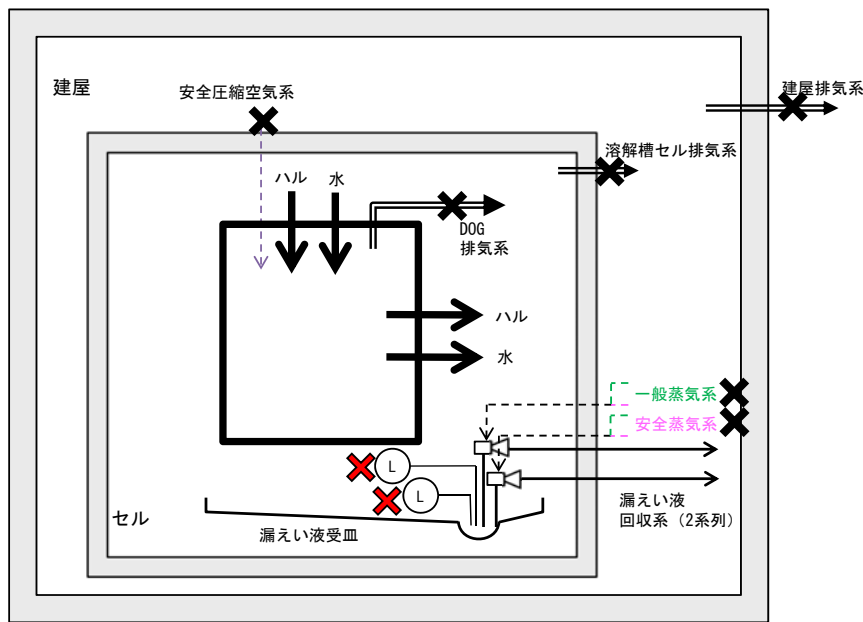 建屋
安全圧縮空気系
建屋排気系
溶解槽セル排気系
ハル
水
DOG
排気系
ハル
水
一般蒸気系
安全蒸気系
L
L
漏えい液
回収系（2系列）
セル
漏えい液受皿